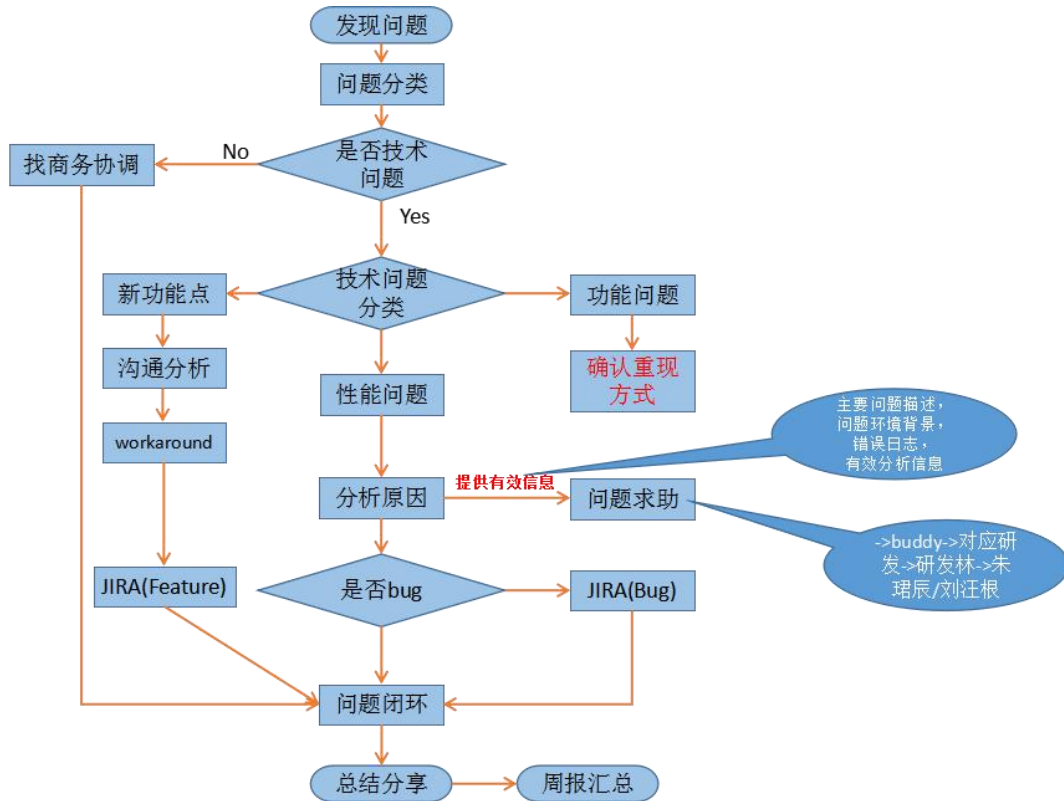 发现问题
问题分类
是否技术
问题
No
找商务协调
Yes
技术问题
分类
新功能点
功能问题
沟通分析
确认重现
方式
性能问题
workaround
主要问题描述，
问题环境背景，
错误日志，
有效分析信息
提供有效信息
分析原因
问题求助
->buddy->对应研
发->研发林->朱
珺辰/刘汪根
JIRA(Feature)
是否bug
JIRA(Bug)
问题闭环
总结分享
周报汇总